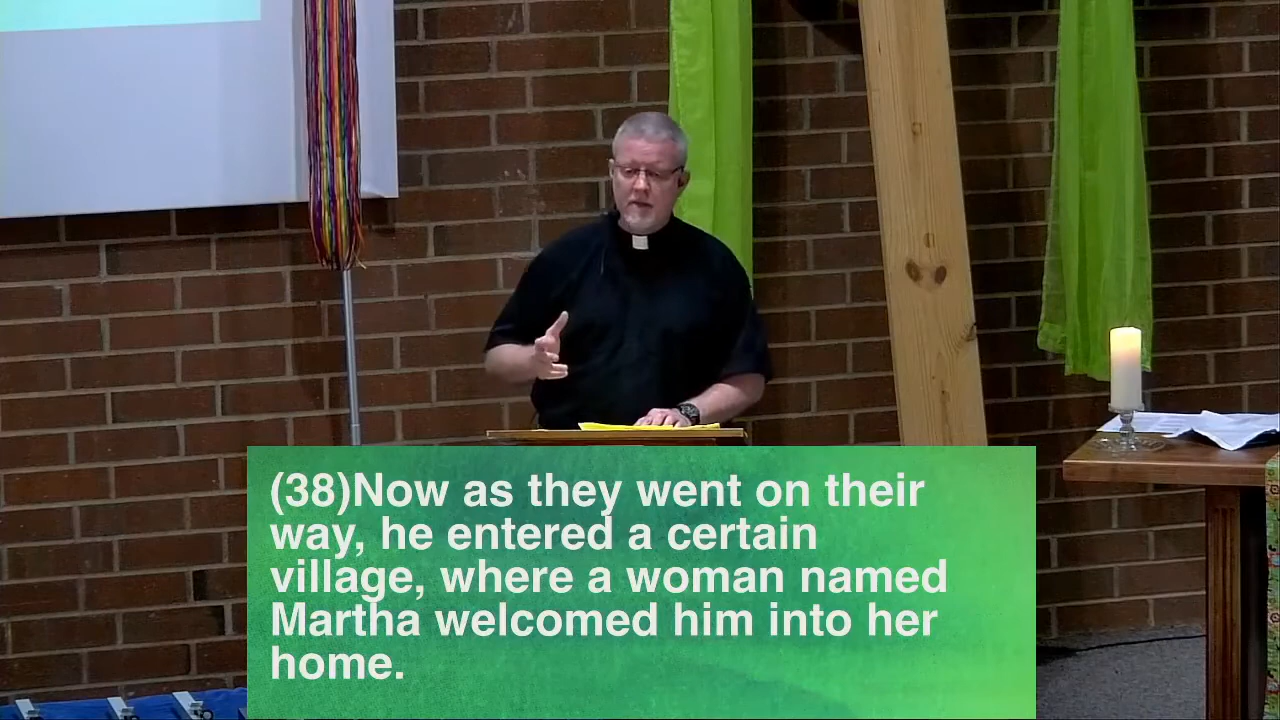 (38)Now as they went on their
way, he entered a certain
village, where a woman named
Martha welcomed him into her
home.